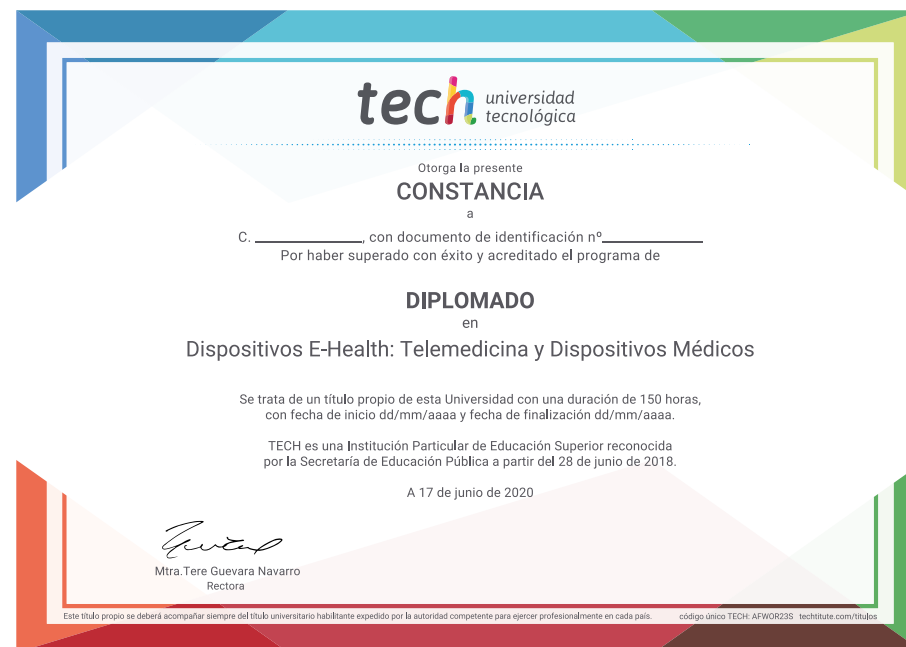 tech universidad
tecnológica
Otorga la presente
CONSTANCIA
a
C. ____________, con documento de identificación nº____________
Por haber superado con éxito y acreditado el programa de
DIPLOMADO
en
Dispositivos E-Health: Telemedicina y Dispositivos Médicos
Se trata de un título propio de esta Universidad con una duración de 150 horas,
con fecha de inicio dd/mm/aaaa y fecha de finalización dd/mm/aaaa.
TECH es una Institución Particular de Educación Superior reconocida
por la Secretaría de Educación Pública a partir del 28 de junio de 2018.
A 17 de junio de 2020
Mtra.Tere Guevara Navarro
Rectora
Este título propio se deberá acompañar siempre del título universitario habilitante expedido por la autoridad competente para ejercer profesionalmente en cada país. código único TECH: AFWOR23S techtitute.com/titulos